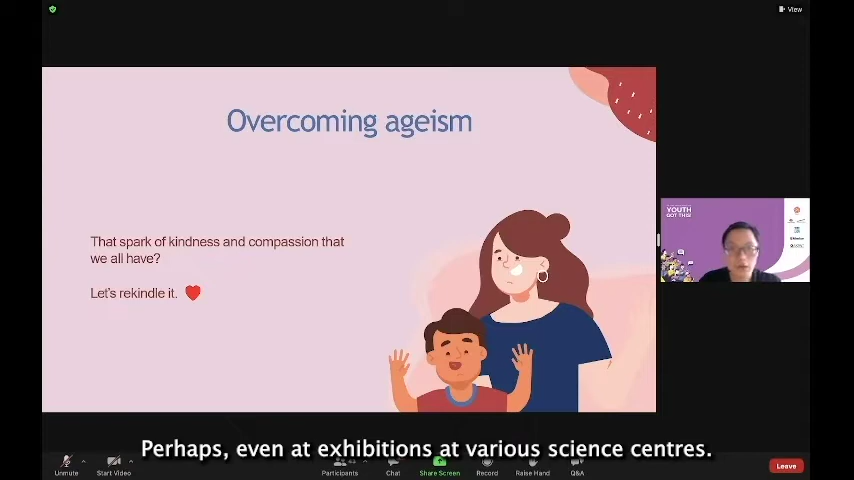 View
Overcoming ageism
That spark of kindness and compassion that
we all have?
Let's rekindle it.
YOUTH
GOT THIS!
Perhaps, even at exhibitions at various science centres.
Unmute
Start Video
Participants
Chat
Share Screen
Record
Raise Hand
Q&A
Leave